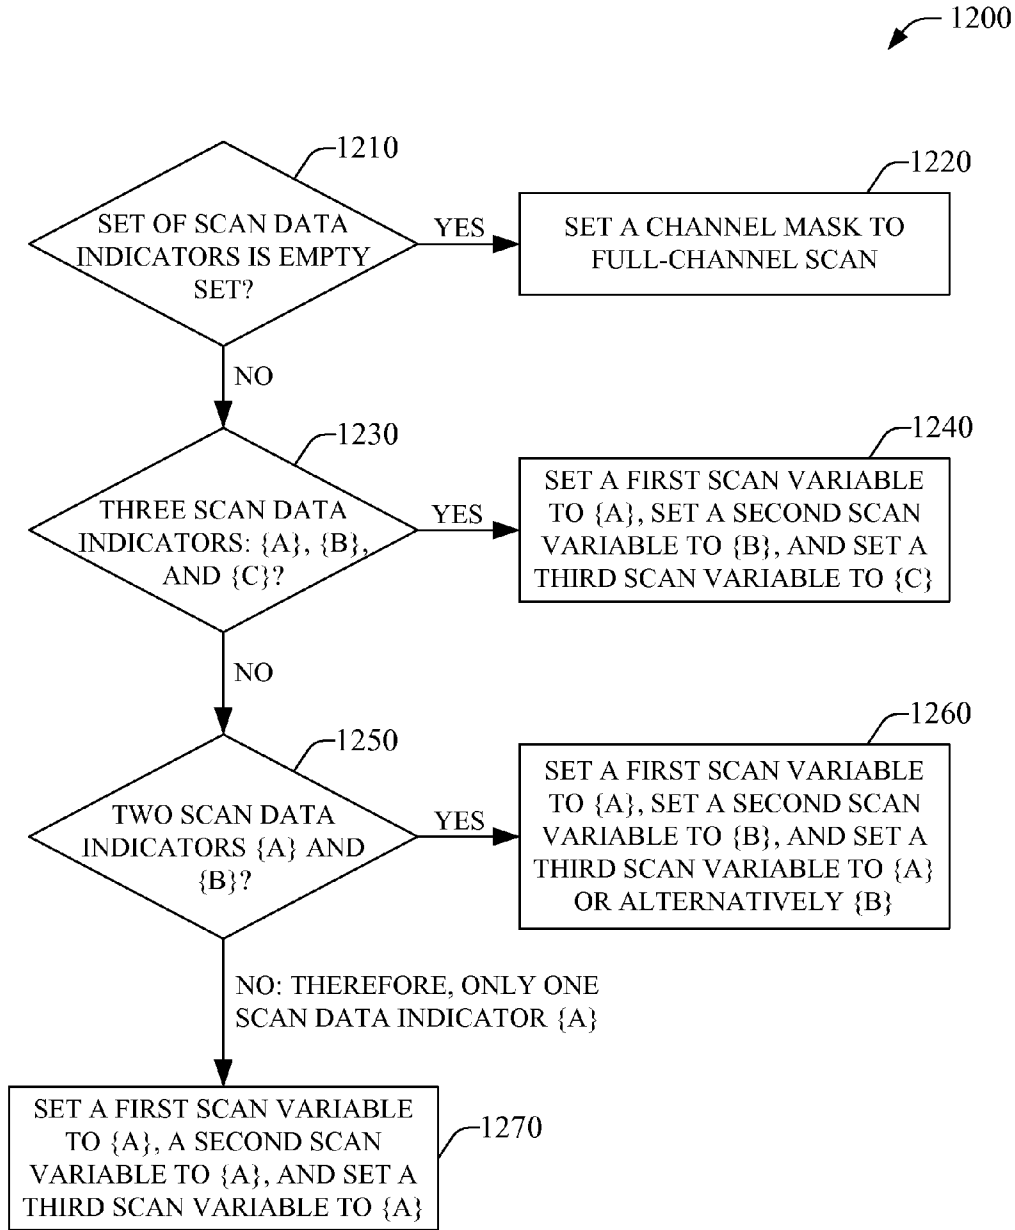 1200
1210
SET OF SCAN DATA
INDICATORS IS EMPTY
SET?
YES
1220
SET A CHANNEL MASK TO
FULL-CHANNEL SCAN
NO
1230
THREE SCAN DATA
INDICATORS: {A}, {B},
AND {C}?
YES
1240
SET A FIRST SCAN VARIABLE
TO {A}, SET A SECOND SCAN
VARIABLE TO {B}, AND SET A
THIRD SCAN VARIABLE TO {C}
NO
1250
TWO SCAN DATA
INDICATORS {A} AND
{B}?
YES
1260
SET A FIRST SCAN VARIABLE
TO {A}, SET A SECOND SCAN
VARIABLE TO {B}, AND SET A
THIRD SCAN VARIABLE TO {A}
OR ALTERNATIVELY {B}
NO: THEREFORE, ONLY ONE
SCAN DATA INDICATOR {A}
SET A FIRST SCAN VARIABLE
TO {A}, A SECOND SCAN
VARIABLE TO {A}, AND SET A
THIRD SCAN VARIABLE TO {A}
1270